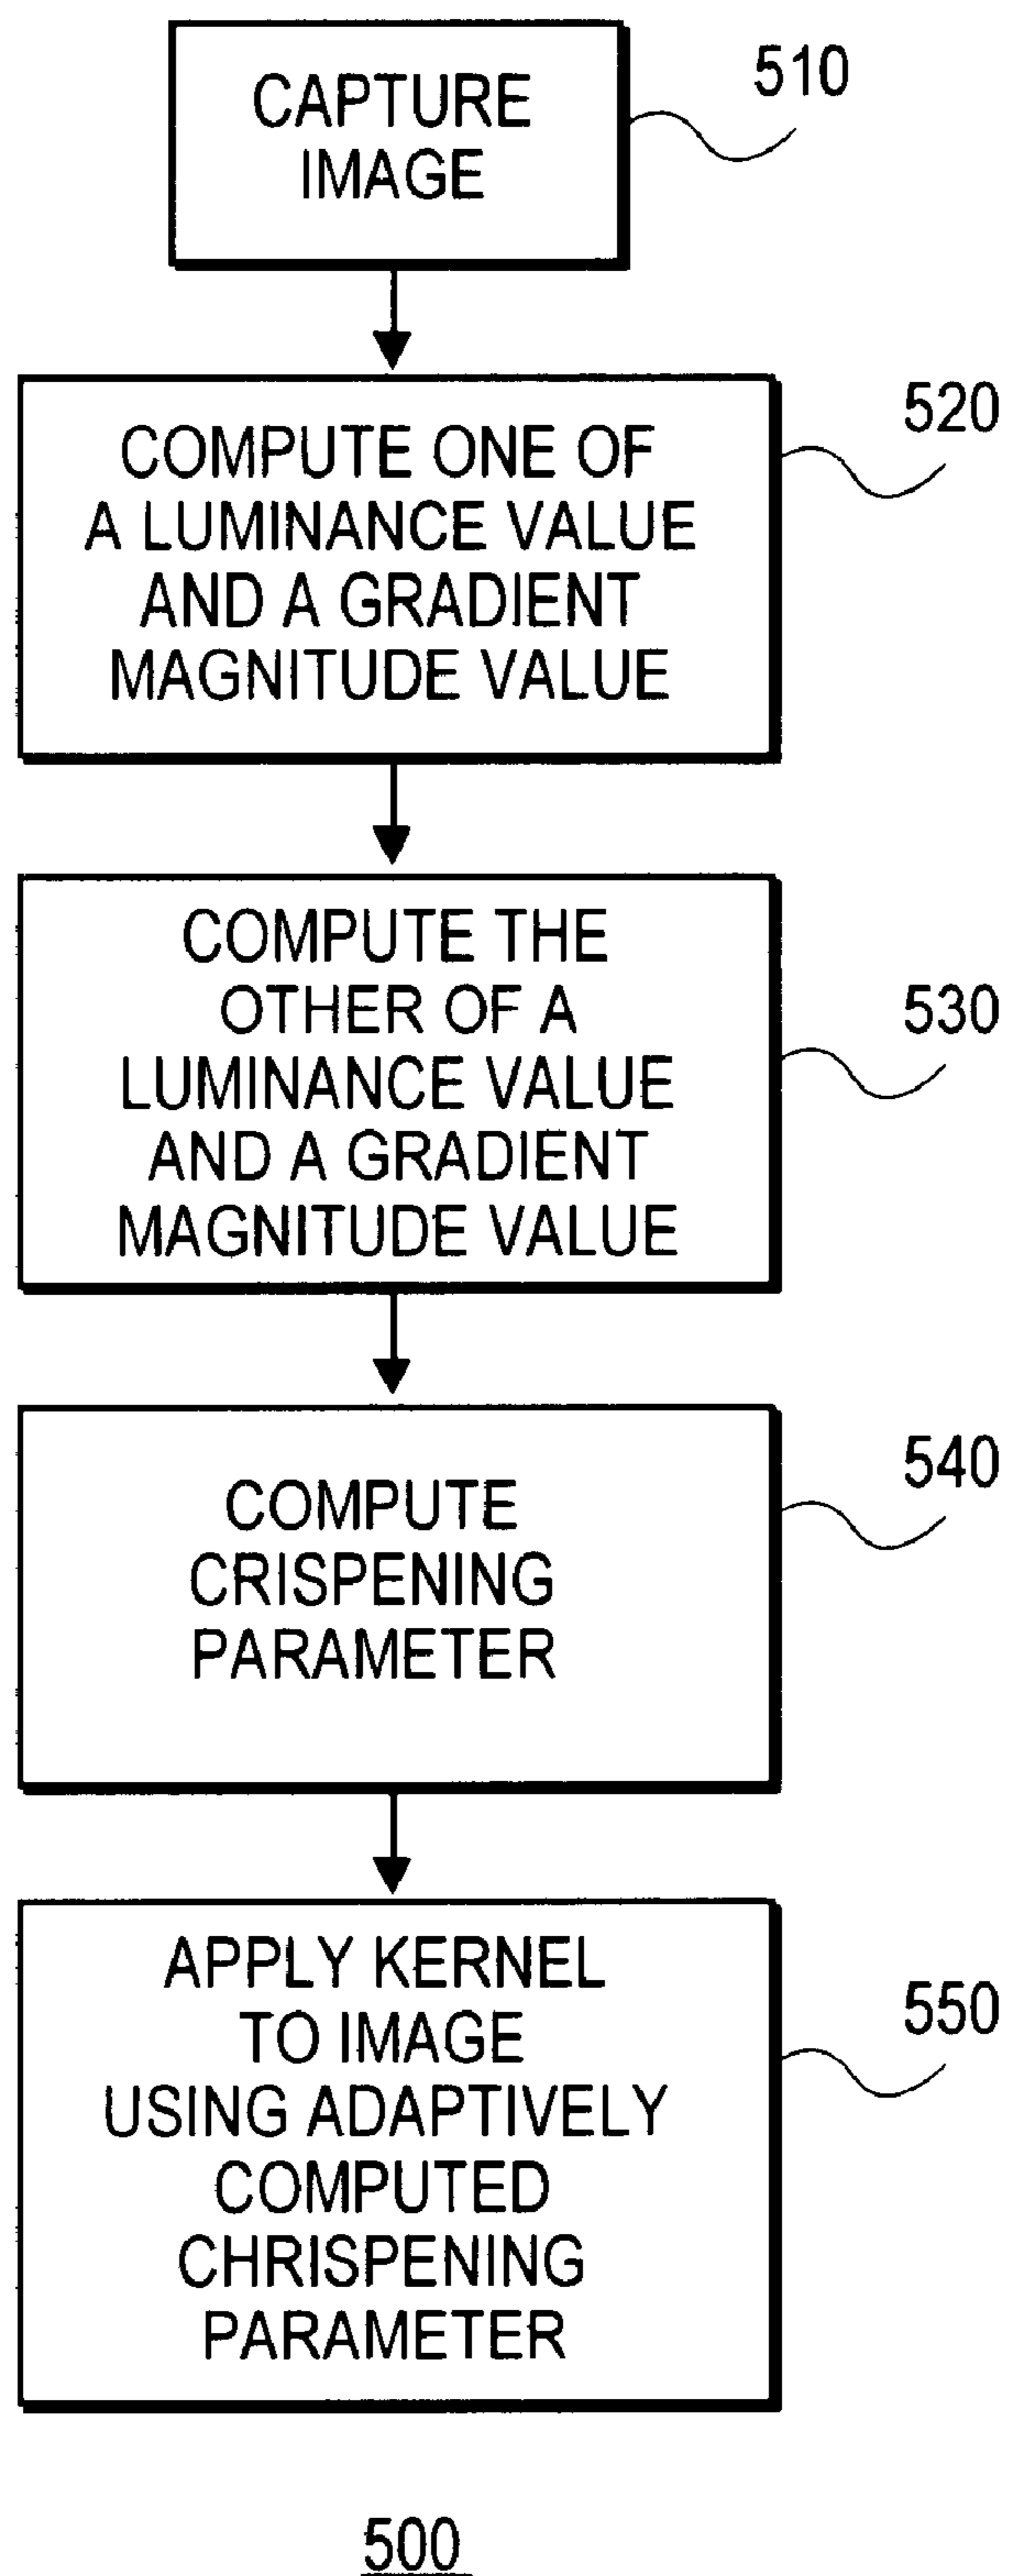 CAPTURE
IMAGE
510
COMPUTE ONE OF
A LUMINANCE VALUE
AND A GRADIENT
MAGNITUDE VALUE
520
COMPUTE THE
OTHER OF A
LUMINANCE VALUE
AND A GRADIENT
MAGNITUDE VALUE
530
COMPUTE
CRISPENING
PARAMETER
540
APPLY KERNEL
TO IMAGE
USING ADAPTIVELY
COMPUTED
CHRISPENING
PARAMETER
550
500